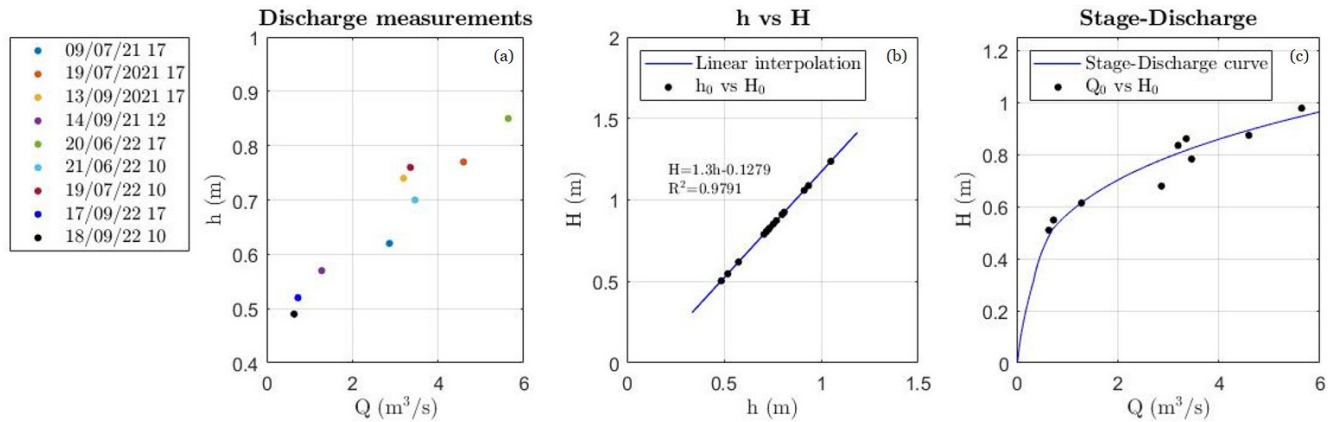 Discharge measurements
h vs H
Stage-Discharge
09/07/21 17
19/07/2021 17
13/09/2021 17
14/09/21 12
20/06/22 17
21/06/22 10
19/07/22 10
17/09/22 17
18/09/22 10
(a)
h (m)
1
0.9
0.8
0.7
0.6
0.5
0.4
0
2
4
6
Q (m³/s)
(b)
Linear interpolation
h₀ vs H₀
H=1.3h-0.1279
R²=0.9791
H (m)
2
1.5
1
0.5
0
0
0.5
1
1.5
h (m)
(c)
Stage-Discharge curve
Q₀ vs H₀
H (m)
1.2
1
0.8
0.6
0.4
0.2
0
0
2
4
6
Q (m³/s)